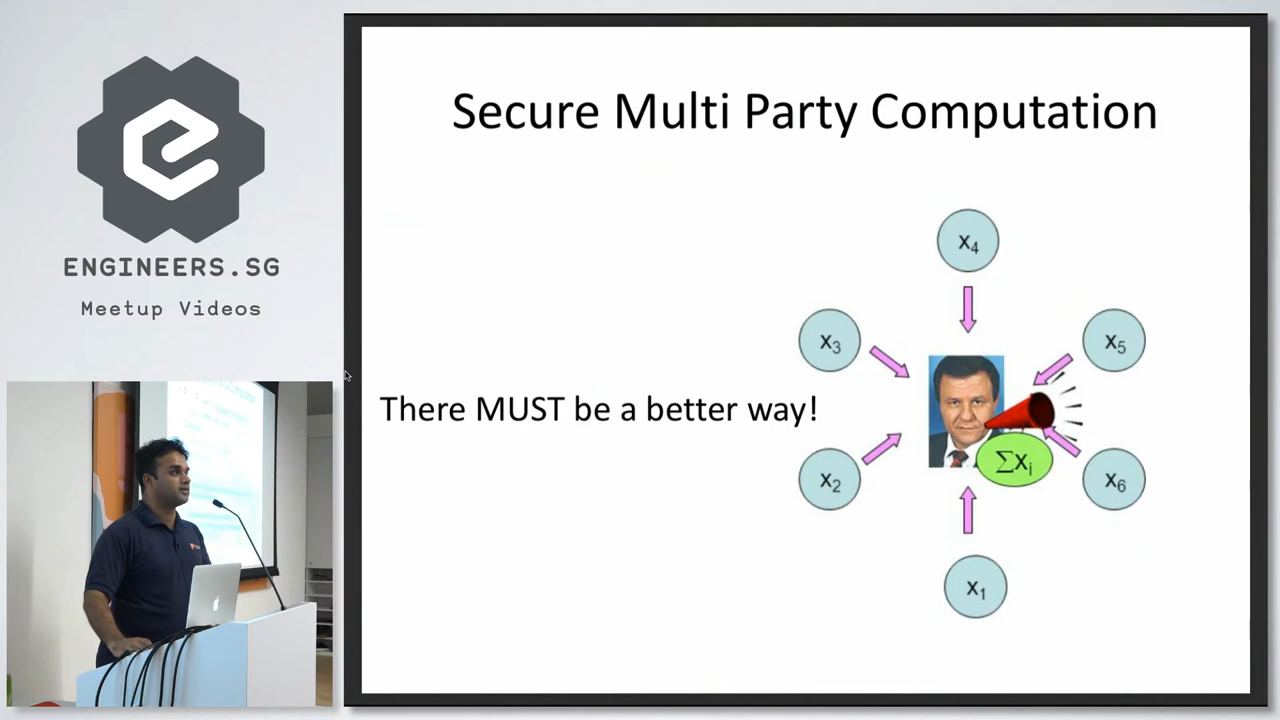 ENGINEERS.SG
Meetup Videos
Secure Multi Party Computation
There MUST be a better way!
x₄
x₃
x₅
∑xᵢ
x₂
x₆
x₁